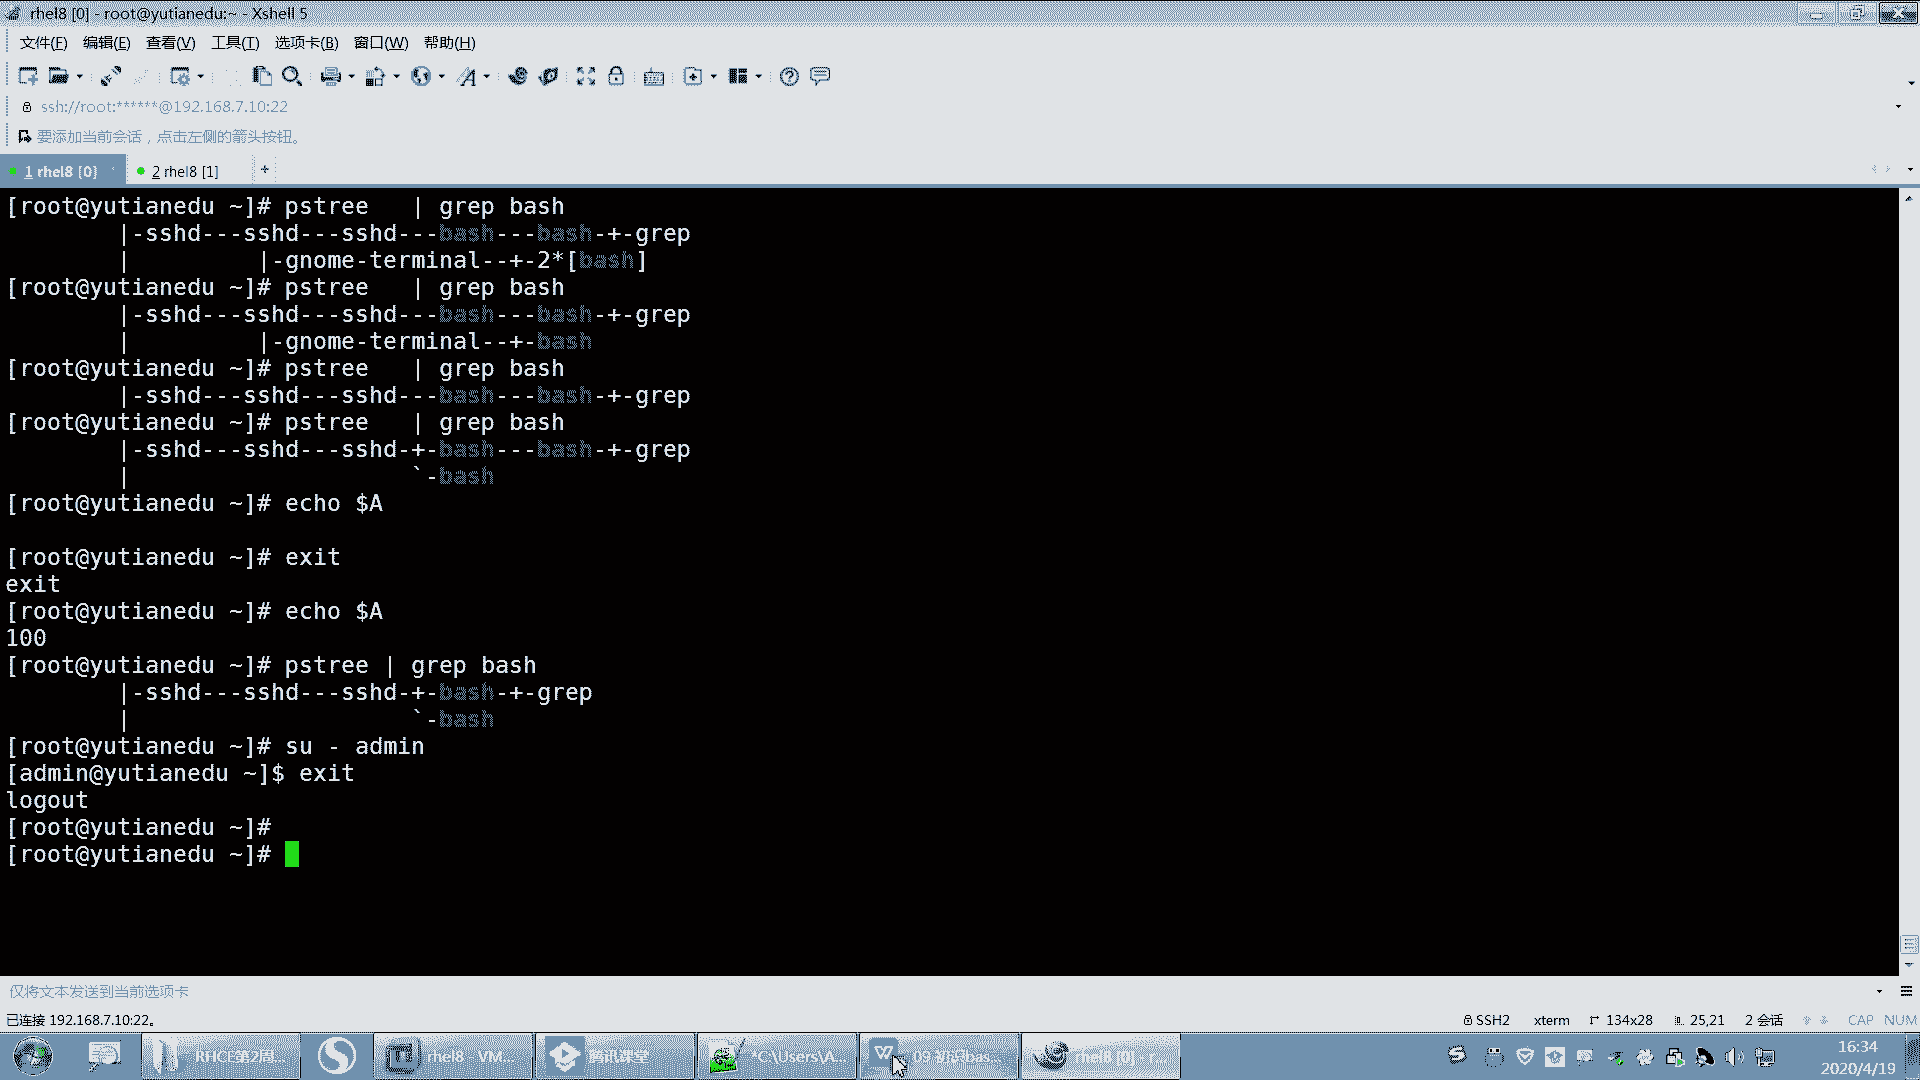 rhel8 [0] - root@yutianedu:~ - Xshell 5
文件(F) 编辑(E) 查看(V) 工具(T) 选项卡(B) 窗口(W) 帮助(H)
ssh://root:******@192.168.7.10:22
要添加当前会话，点击左侧的箭头按钮。
1 rhel8 [0] 2 rhel8 [1] +
[root@yutianedu ~]# pstree   | grep bash
        |-sshd---sshd---sshd---bash---bash-+-grep
        |         |-gnome-terminal--+-2*[bash]
[root@yutianedu ~]# pstree   | grep bash
        |-sshd---sshd---sshd---bash---bash-+-grep
        |         |-gnome-terminal--+-bash
[root@yutianedu ~]# pstree   | grep bash
        |-sshd---sshd---sshd---bash---bash-+-grep
[root@yutianedu ~]# pstree   | grep bash
        |-sshd---sshd---sshd-+-bash---bash-+-grep
        |                    `-bash
[root@yutianedu ~]# echo $A
[root@yutianedu ~]# exit
exit
[root@yutianedu ~]# echo $A
100
[root@yutianedu ~]# pstree | grep bash
        |-sshd---sshd---sshd-+-bash-+-grep
        |                    `-bash
[root@yutianedu ~]# su - admin
[admin@yutianedu ~]$ exit
logout
[root@yutianedu ~]#
[root@yutianedu ~]#
仅将文本发送到当前选项卡
已连接 192.168.7.10:22。 SSH2 xterm 134x28 25,21 2 会话 CAP NUM
RHCE第2周... rhel8 - VM... 腾讯课堂 *C:\Users\A... 09 初识bas... rhel8 [0] 16:34
2020/4/19